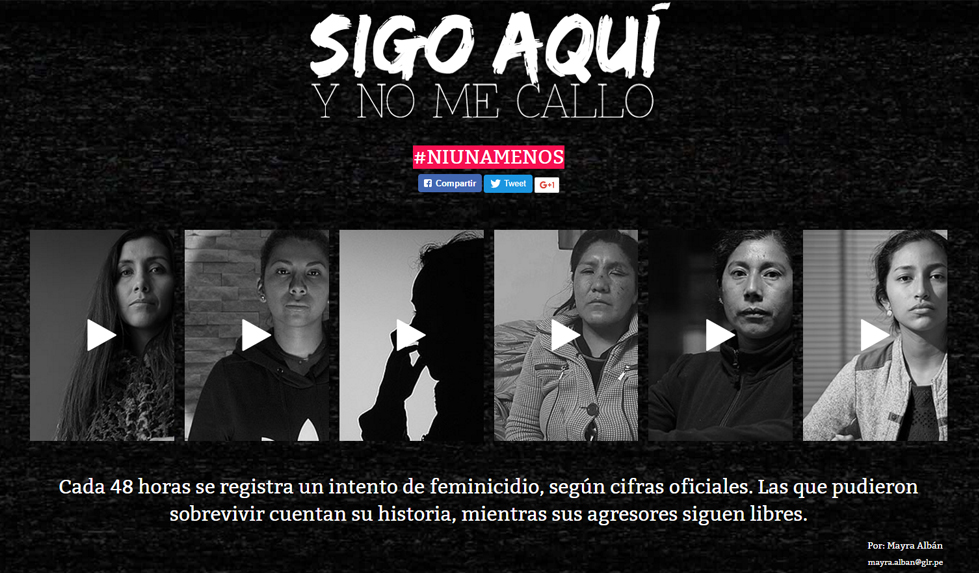 SIGO AQUÍ
Y NO ME CALLO
#NIUNAMENOS
Compartir Tweet G+1
Cada 48 horas se registra un intento de feminicidio, según cifras oficiales. Las que pudieron
sobrevivir cuentan su historia, mientras sus agresores siguen libres.
Por: Mayra Albán
mayra.alban@glr.pe